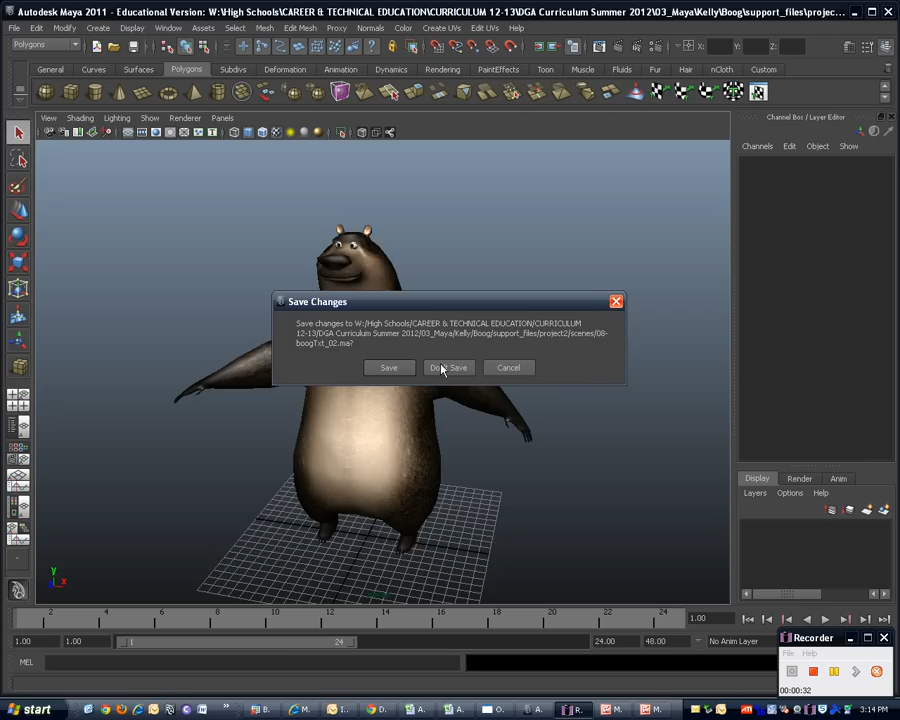 Autodesk Maya 2011 - Educational Version: W:\High Schools\CAREER & TECHNICAL EDUCATION\CURRICULUM 12-13\DGA Curriculum Summer 2012\03_Maya\Kelly\Boog\support_files\projec...
File Edit Modify Create Display Window Assets Select Mesh Edit Mesh Proxy Normals Color Create UVs Edit UVs Help
Polygons X: Y: Z:
General Curves Surfaces Polygons Subdivs Deformation Animation Dynamics Rendering PaintEffects Toon Muscle Fluids Fur Hair nCloth Custom
View Shading Lighting Show Renderer Panels
Channel Box / Layer Editor
Channels Edit Object Show
Save Changes
Save changes to W:/High Schools/CAREER & TECHNICAL EDUCATION/CURRICULUM
12-13/DGA Curriculum Summer 2012/03_Maya/Kelly/Boog/support_files/project2/scenes/08-
boogTxt_02.ma?
Save Save Cancel
Display Render Anim
Layers Options Help
y
x
2 4 6 8 10 12 14 16 18 20 22 24 1.00
1.00 1.00 1 24 24.00 48.00 No Anim Layer
MEL
Recorder
File Help
00:00:32
start B. M. I... D. A. A. O... A. R. M. M. 3:14 PM